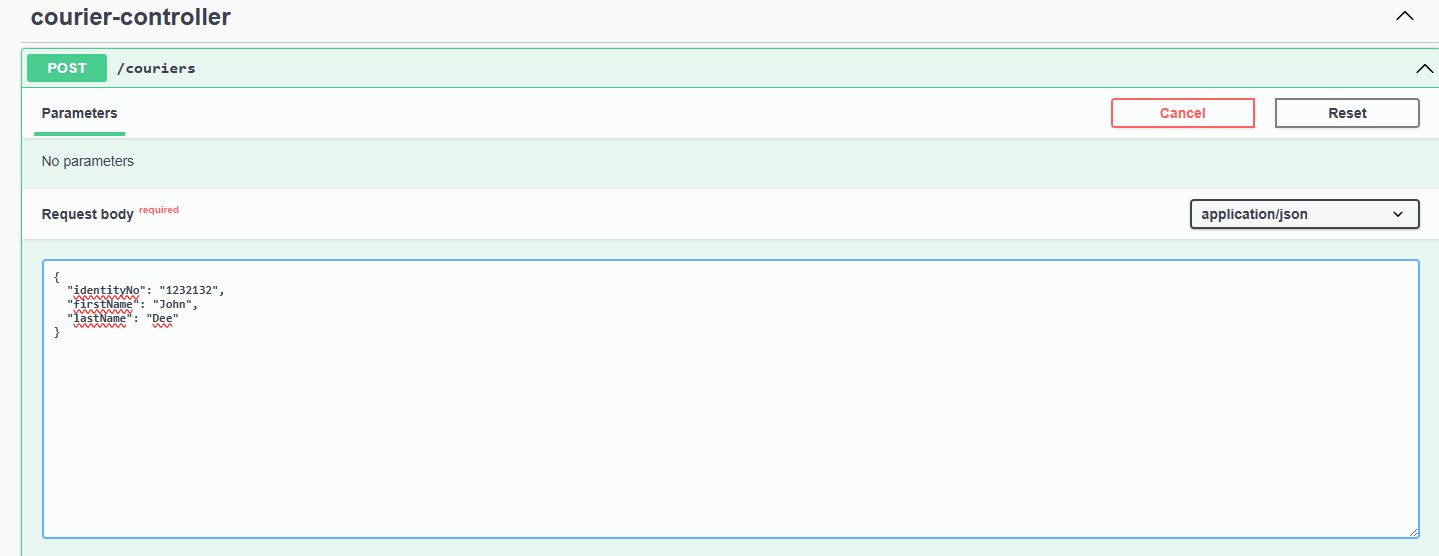 courier-controller
POST /couriers
Parameters
Cancel
Reset
No parameters
Request body required
application/json
{
  "identityNo": "1232132",
  "firstName": "John",
  "lastName": "Dee"
}